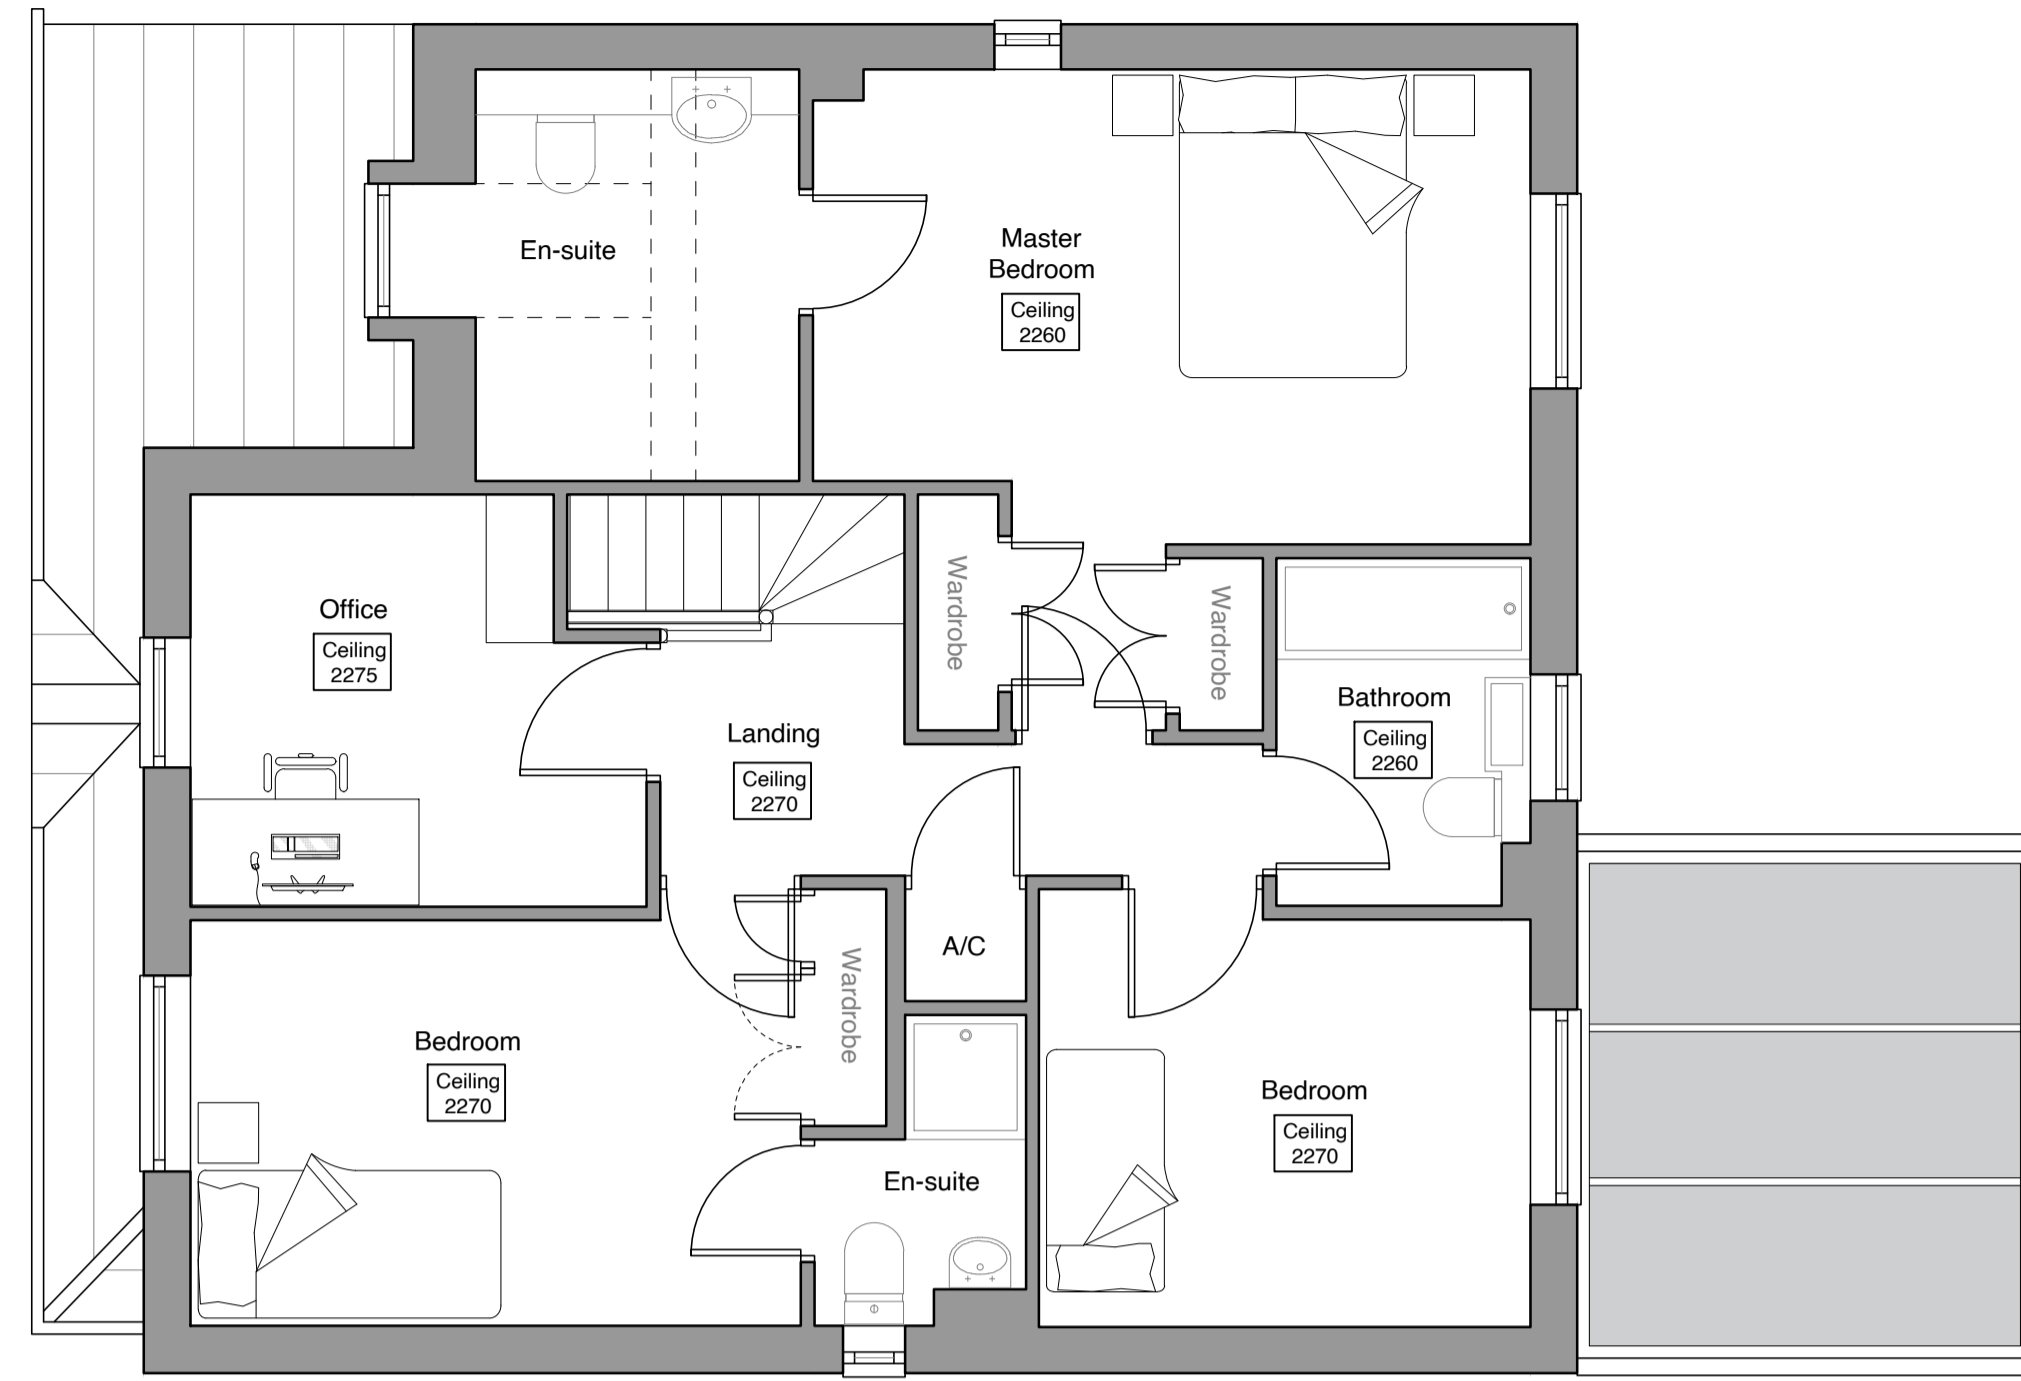 En-suite
Master
Bedroom
Ceiling
2260
Office
Ceiling
2275
Wardrobe
Wardrobe
Landing
Ceiling
2270
Bathroom
Ceiling
2260
Bedroom
Ceiling
2270
Wardrobe
A/C
En-suite
Bedroom
Ceiling
2270